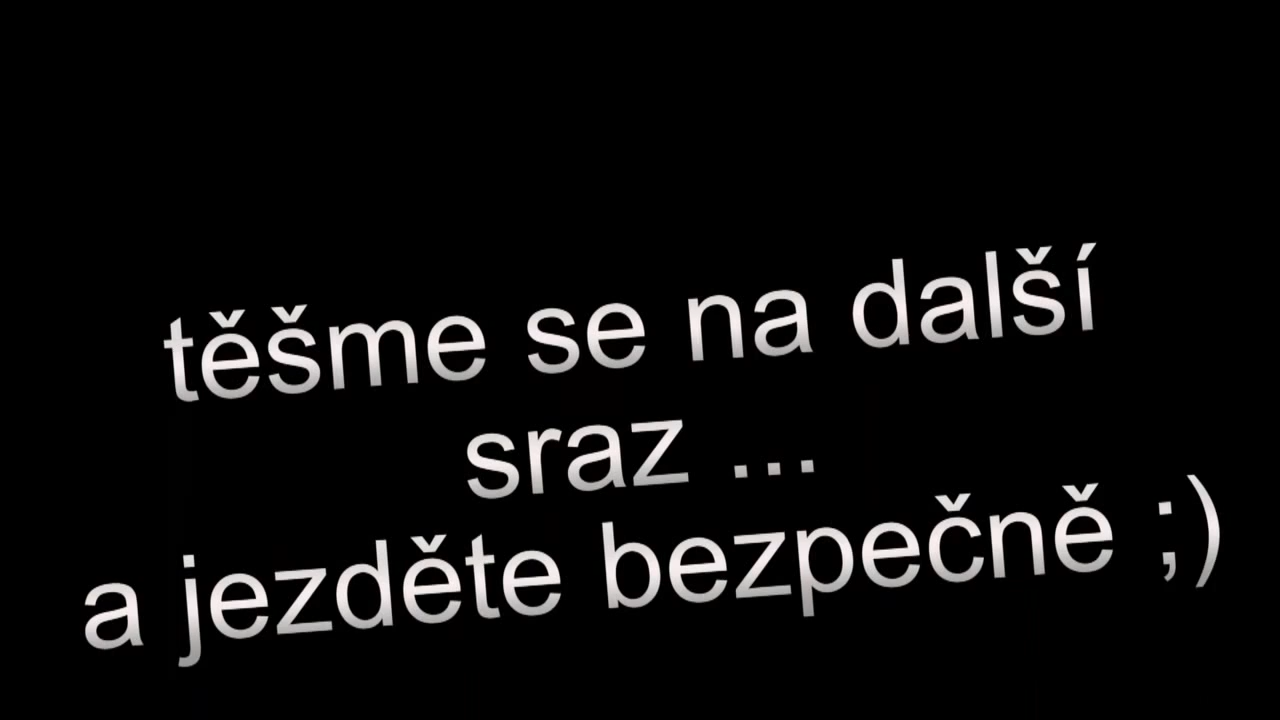 těšme se na další
sraz ...
a jezděte bezpečně ;)